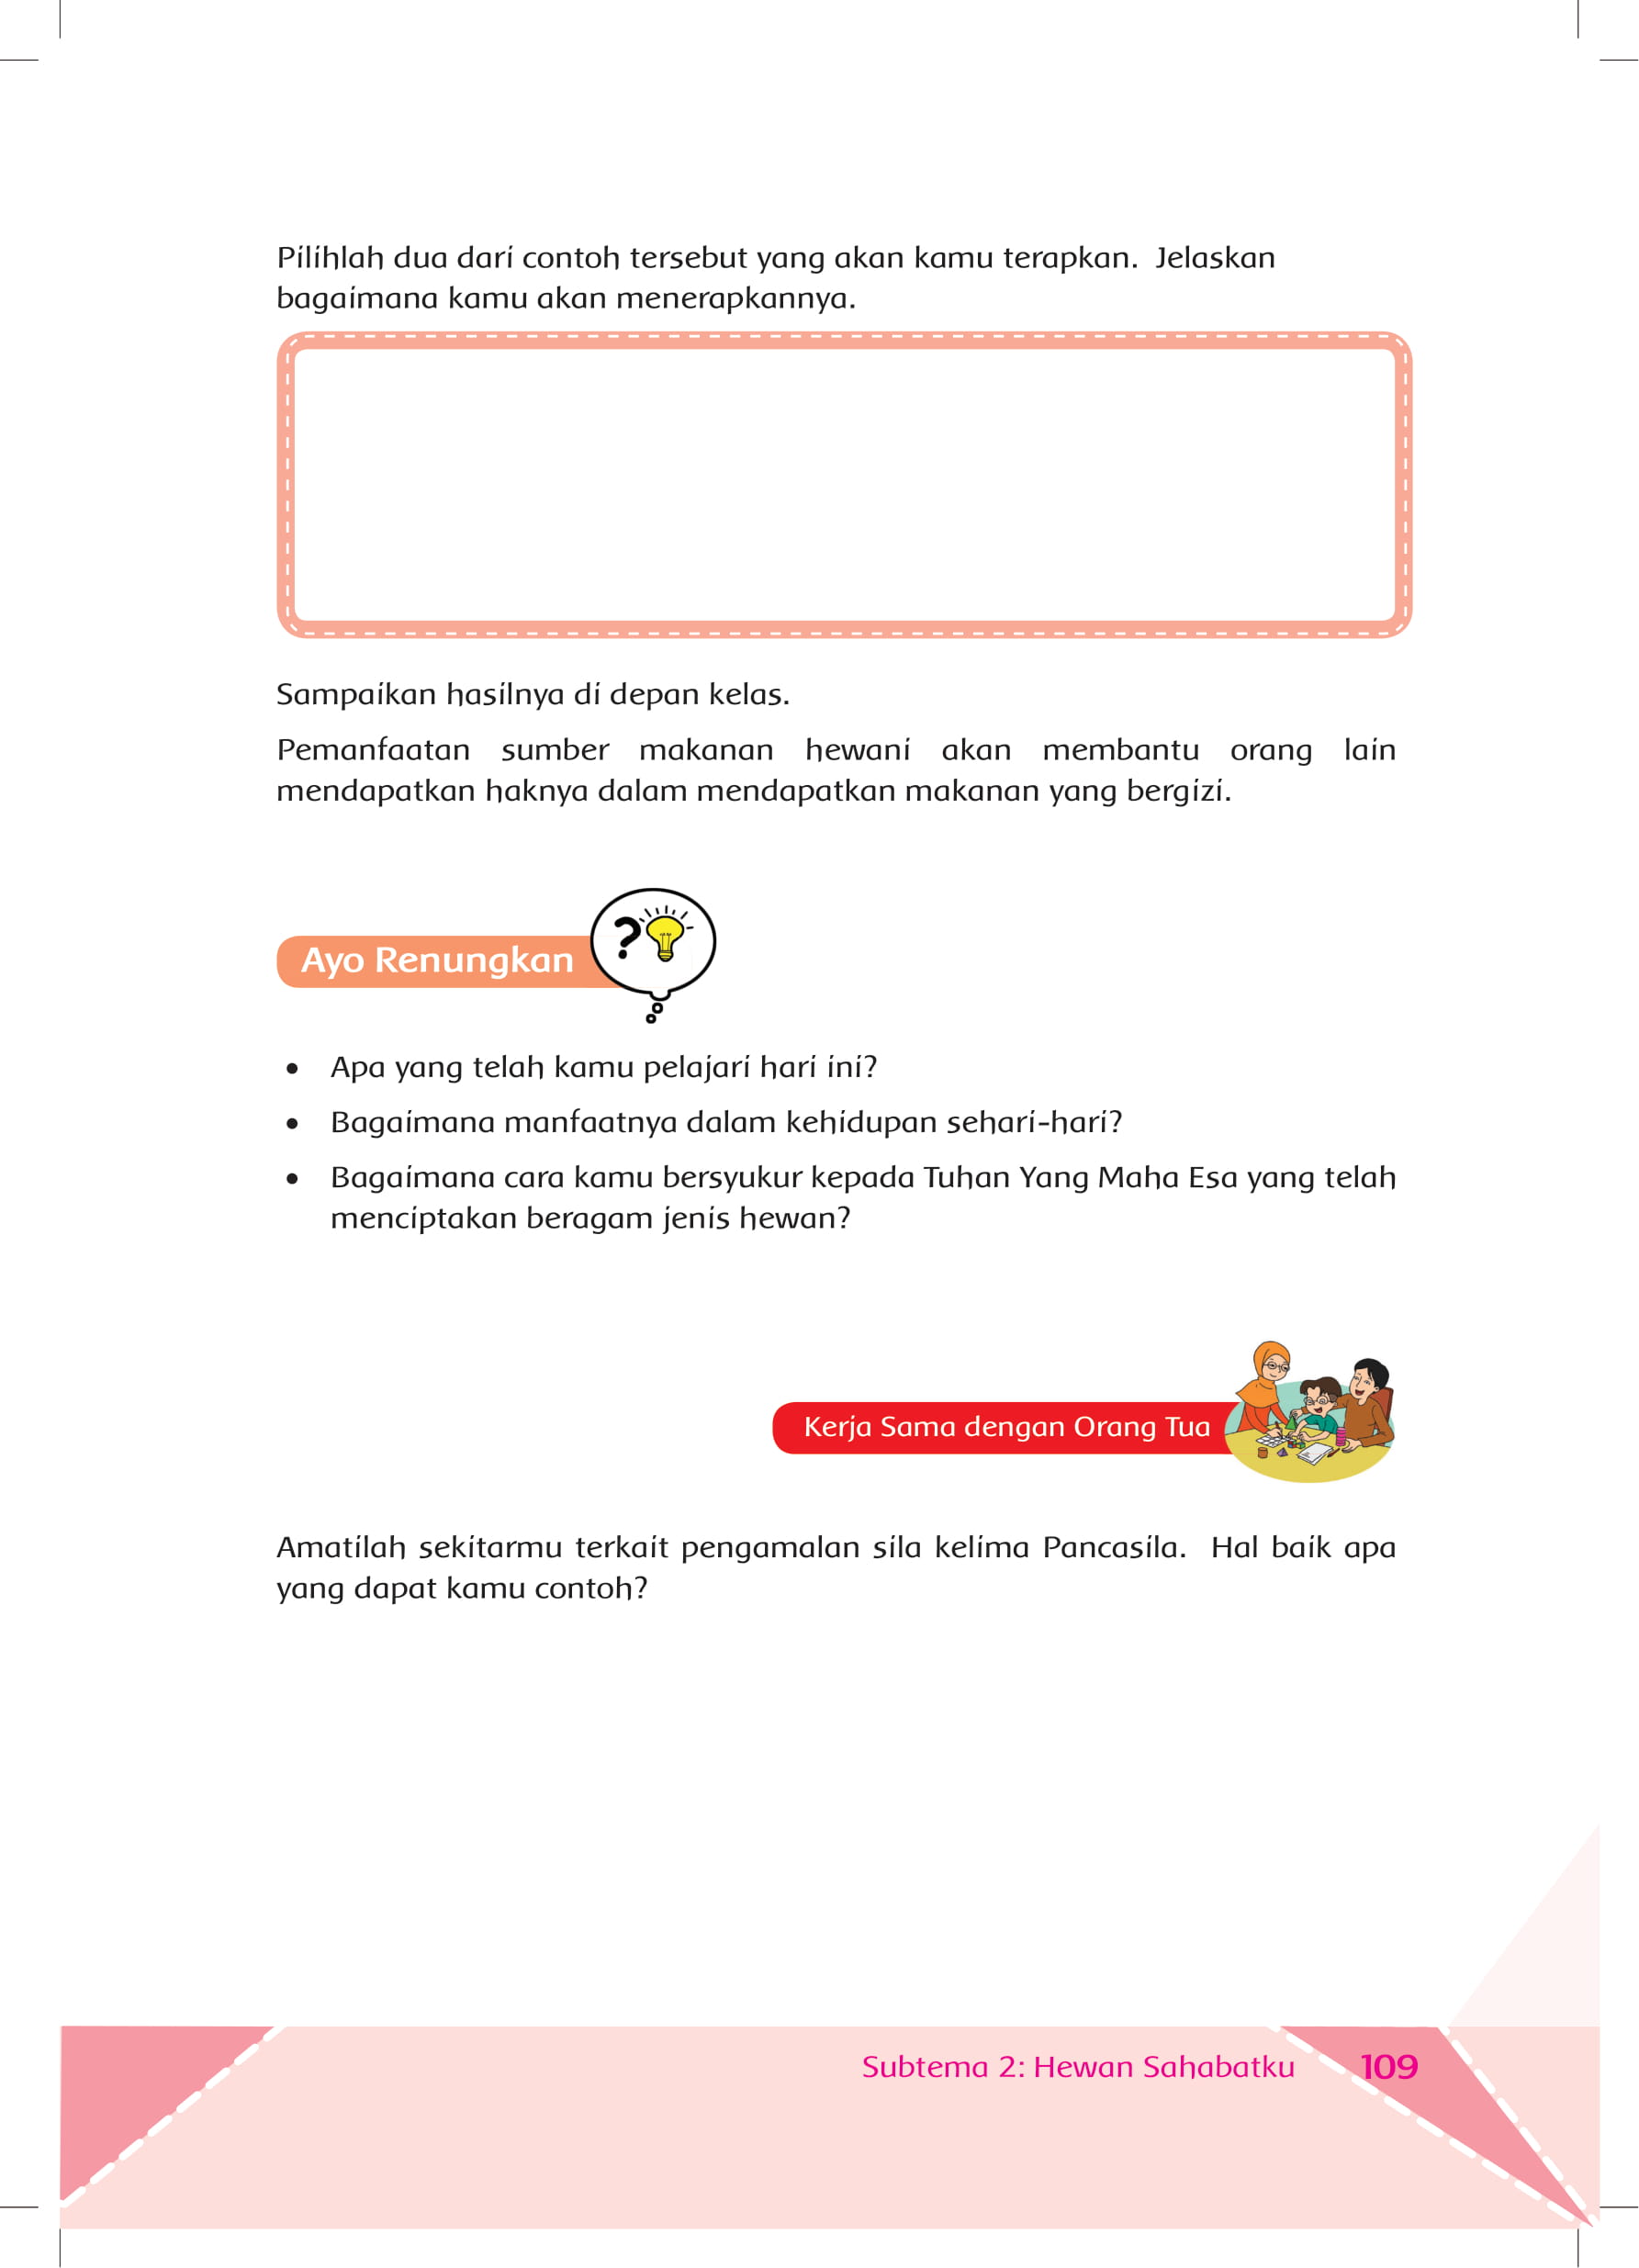 Pilihlah dua dari contoh tersebut yang akan kamu terapkan. Jelaskan
bagaimana kamu akan menerapkannya.
Sampaikan hasilnya di depan kelas.
Pemanfaatan sumber makanan hewani akan membantu orang lain
mendapatkan haknya dalam mendapatkan makanan yang bergizi.
Ayo Renungkan
?
• Apa yang telah kamu pelajari hari ini?
• Bagaimana manfaatnya dalam kehidupan sehari-hari?
• Bagaimana cara kamu bersyukur kepada Tuhan Yang Maha Esa yang telah
menciptakan beragam jenis hewan?
Kerja Sama dengan Orang Tua
Amatilah sekitarmu terkait pengamalan sila kelima Pancasila. Hal baik apa
yang dapat kamu contoh?
Subtema 2: Hewan Sahabatku 109